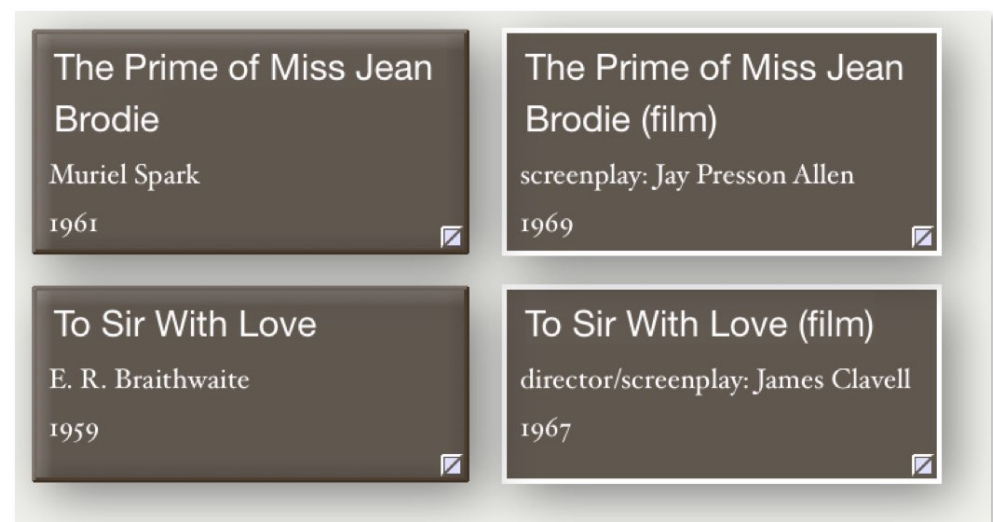 The Prime of Miss Jean
Brodie
Muriel Spark
1961
The Prime of Miss Jean
Brodie (film)
screenplay: Jay Presson Allen
1969
To Sir With Love
E. R. Braithwaite
1959
To Sir With Love (film)
director/screenplay: James Clavell
1967